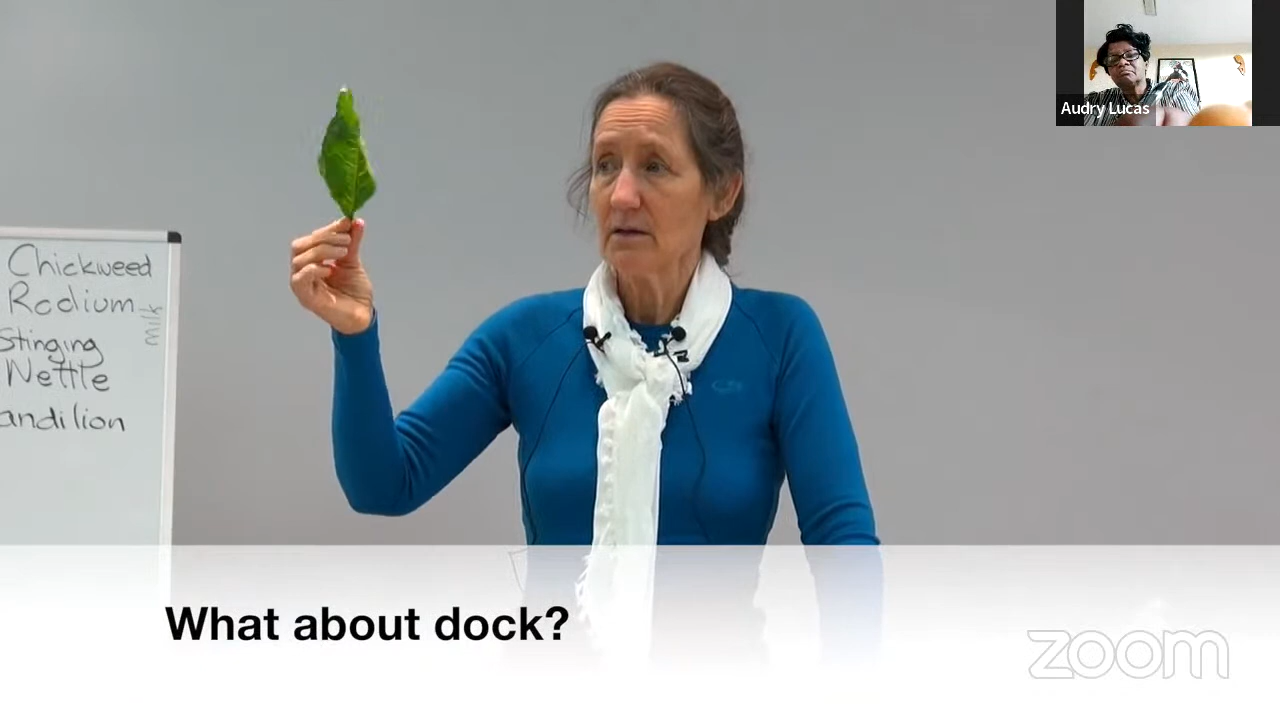 Chickweed
Rodium
milk
Stinging
Nettle
andilion
Audry Lucas
What about dock?
zoom